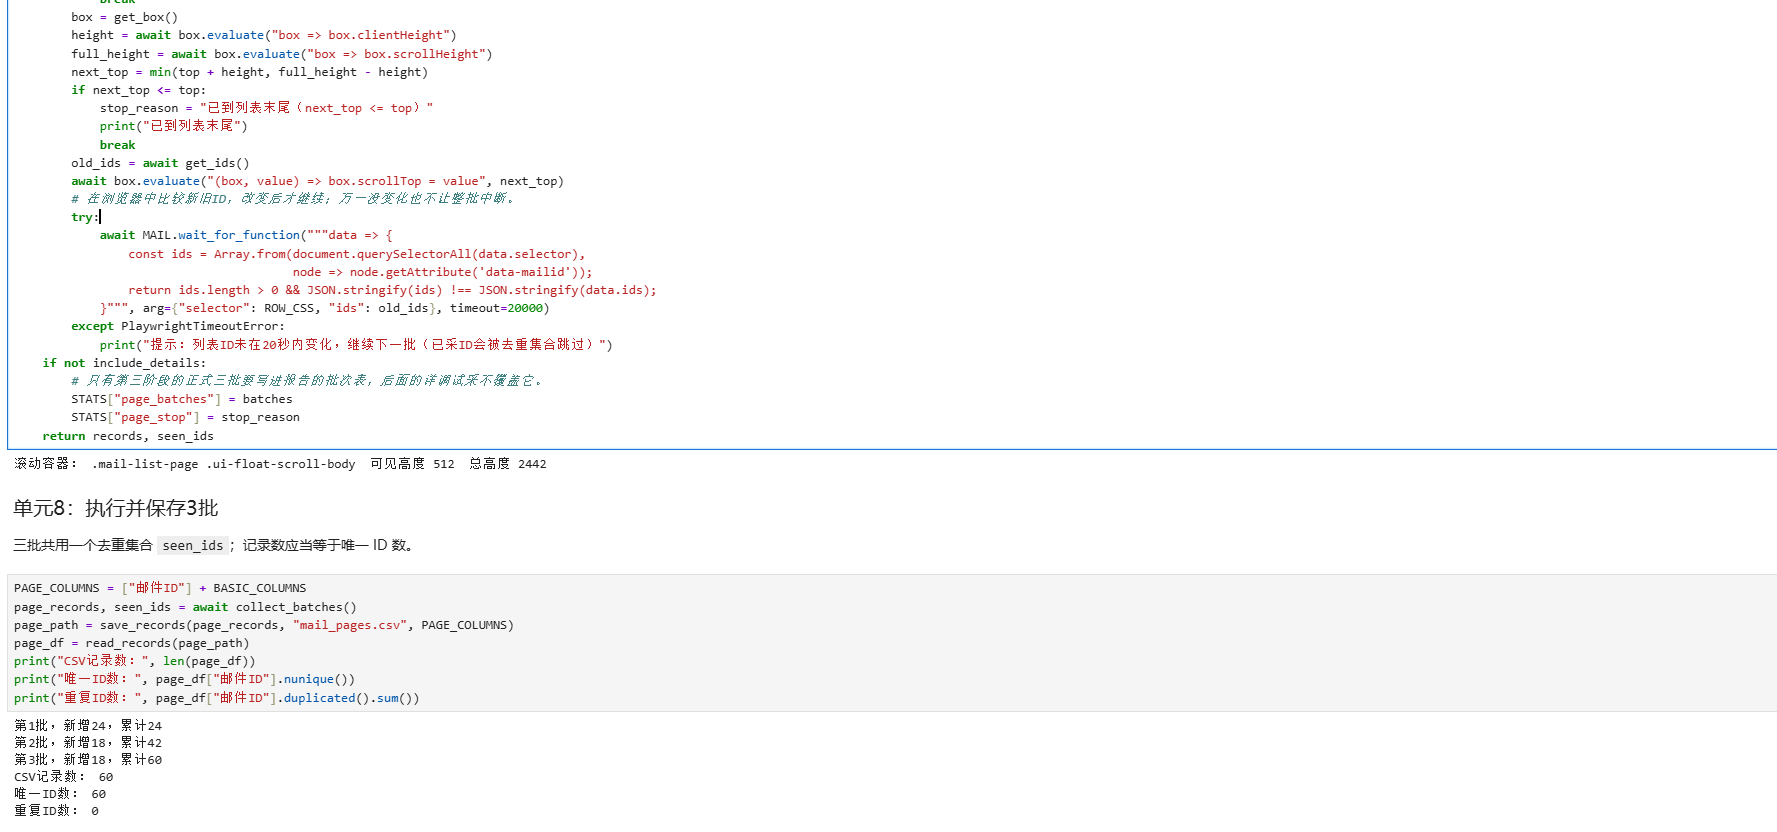 break
box = get_box()
height = await box.evaluate("box => box.clientHeight")
full_height = await box.evaluate("box => box.scrollHeight")
next_top = min(top + height, full_height - height)
if next_top <= top:
stop_reason = "已到列表末尾（next_top <= top）"
print("已到列表末尾")
break
old_ids = await get_ids()
await box.evaluate("(box, value) => box.scrollTop = value", next_top)
# 在浏览器中比较新旧ID，改变后才继续；万一没变化也不让整批中断。
try:
await MAIL.wait_for_function("""data => {
const ids = Array.from(document.querySelectorAll(data.selector),
node => node.getAttribute('data-mailid'));
return ids.length > 0 && JSON.stringify(ids) !== JSON.stringify(data.ids);
}""", arg={"selector": ROW_CSS, "ids": old_ids}, timeout=20000)
except PlaywrightTimeoutError:
print("提示：列表ID未在20秒内变化，继续下一批（已采ID会被去重集合跳过）")
if not include_details:
# 只有第三阶段的正式三批要写进报告的批次表，后面的详调试采不覆盖它。
STATS["page_batches"] = batches
STATS["page_stop"] = stop_reason
return records, seen_ids
滚动容器： .mail-list-page .ui-float-scroll-body 可见高度 512 总高度 2442
单元8：执行并保存3批
三批共用一个去重集合 seen_ids；记录数应当等于唯一 ID 数。
PAGE_COLUMNS = ["邮件ID"] + BASIC_COLUMNS
page_records, seen_ids = await collect_batches()
page_path = save_records(page_records, "mail_pages.csv", PAGE_COLUMNS)
page_df = read_records(page_path)
print("CSV记录数：", len(page_df))
print("唯一ID数：", page_df["邮件ID"].nunique())
print("重复ID数：", page_df["邮件ID"].duplicated().sum())
第1批，新增24，累计24
第2批，新增18，累计42
第3批，新增18，累计60
CSV记录数： 60
唯一ID数： 60
重复ID数： 0